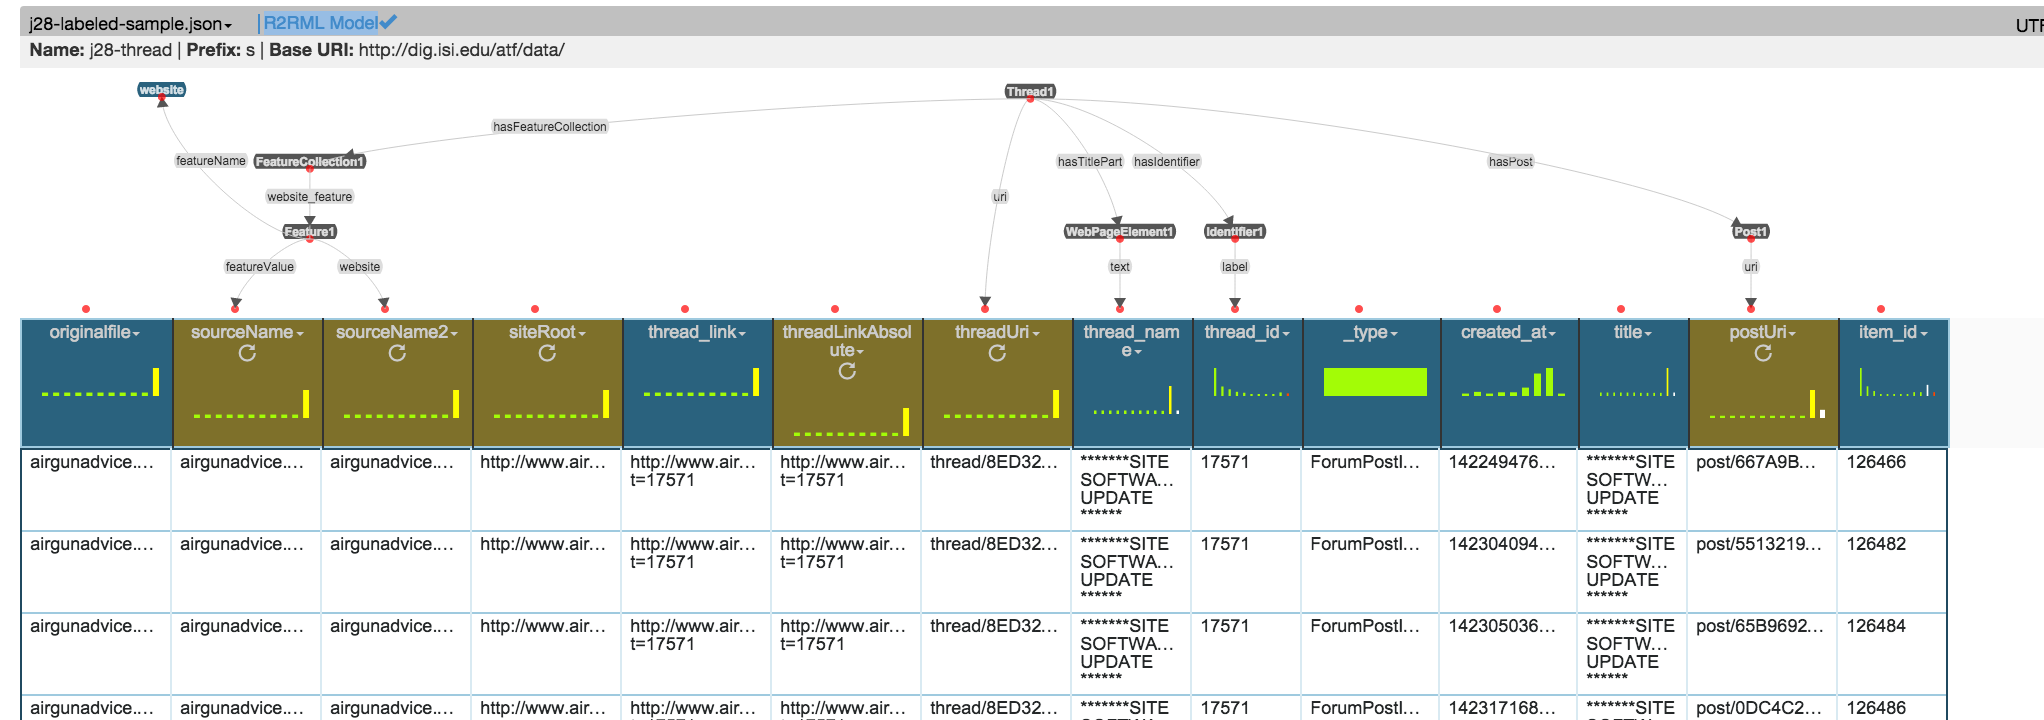 j28-labeled-sample.json R2RML Model UTF
Name: j28-thread | Prefix: s | Base URI: http://dig.isi.edu/atf/data/
website Thread1
hasFeatureCollection
featureName FeatureCollection1 hasTitlePart hasIdentifier hasPost
website_feature uri
Feature1 WebPageElement1 Identifier1 Post1
featureValue website text label uri
originalfile sourceName sourceName2 siteRoot thread_link threadLinkAbsol threadUri thread_nam thread_id _type created_at title postUri item_id
ute e
airgunadvice.... airgunadvice.... airgunadvice.... http://www.air... http://www.air... http://www.air... thread/8ED32... *******SITE 17571 ForumPostI... 142249476... *******SITE post/667A9B... 126466
t=17571 t=17571 SOFTWA... SOFTW...
UPDATE UPDATE
****** ******
airgunadvice.... airgunadvice.... airgunadvice.... http://www.air... http://www.air... http://www.air... thread/8ED32... *******SITE 17571 ForumPostI... 142304094... *******SITE post/5513219... 126482
t=17571 t=17571 SOFTWA... SOFTW...
UPDATE UPDATE
****** ******
airgunadvice.... airgunadvice.... airgunadvice.... http://www.air... http://www.air... http://www.air... thread/8ED32... *******SITE 17571 ForumPostI... 142305036... *******SITE post/65B9692... 126484
t=17571 t=17571 SOFTWA... SOFTW...
UPDATE UPDATE
****** ******
airgunadvice.... airgunadvice.... airgunadvice.... http://www.air... http://www.air... http://www.air... thread/8ED32... *******SITE 17571 ForumPostI... 142317168... *******SITE post/0DC4C2... 126486